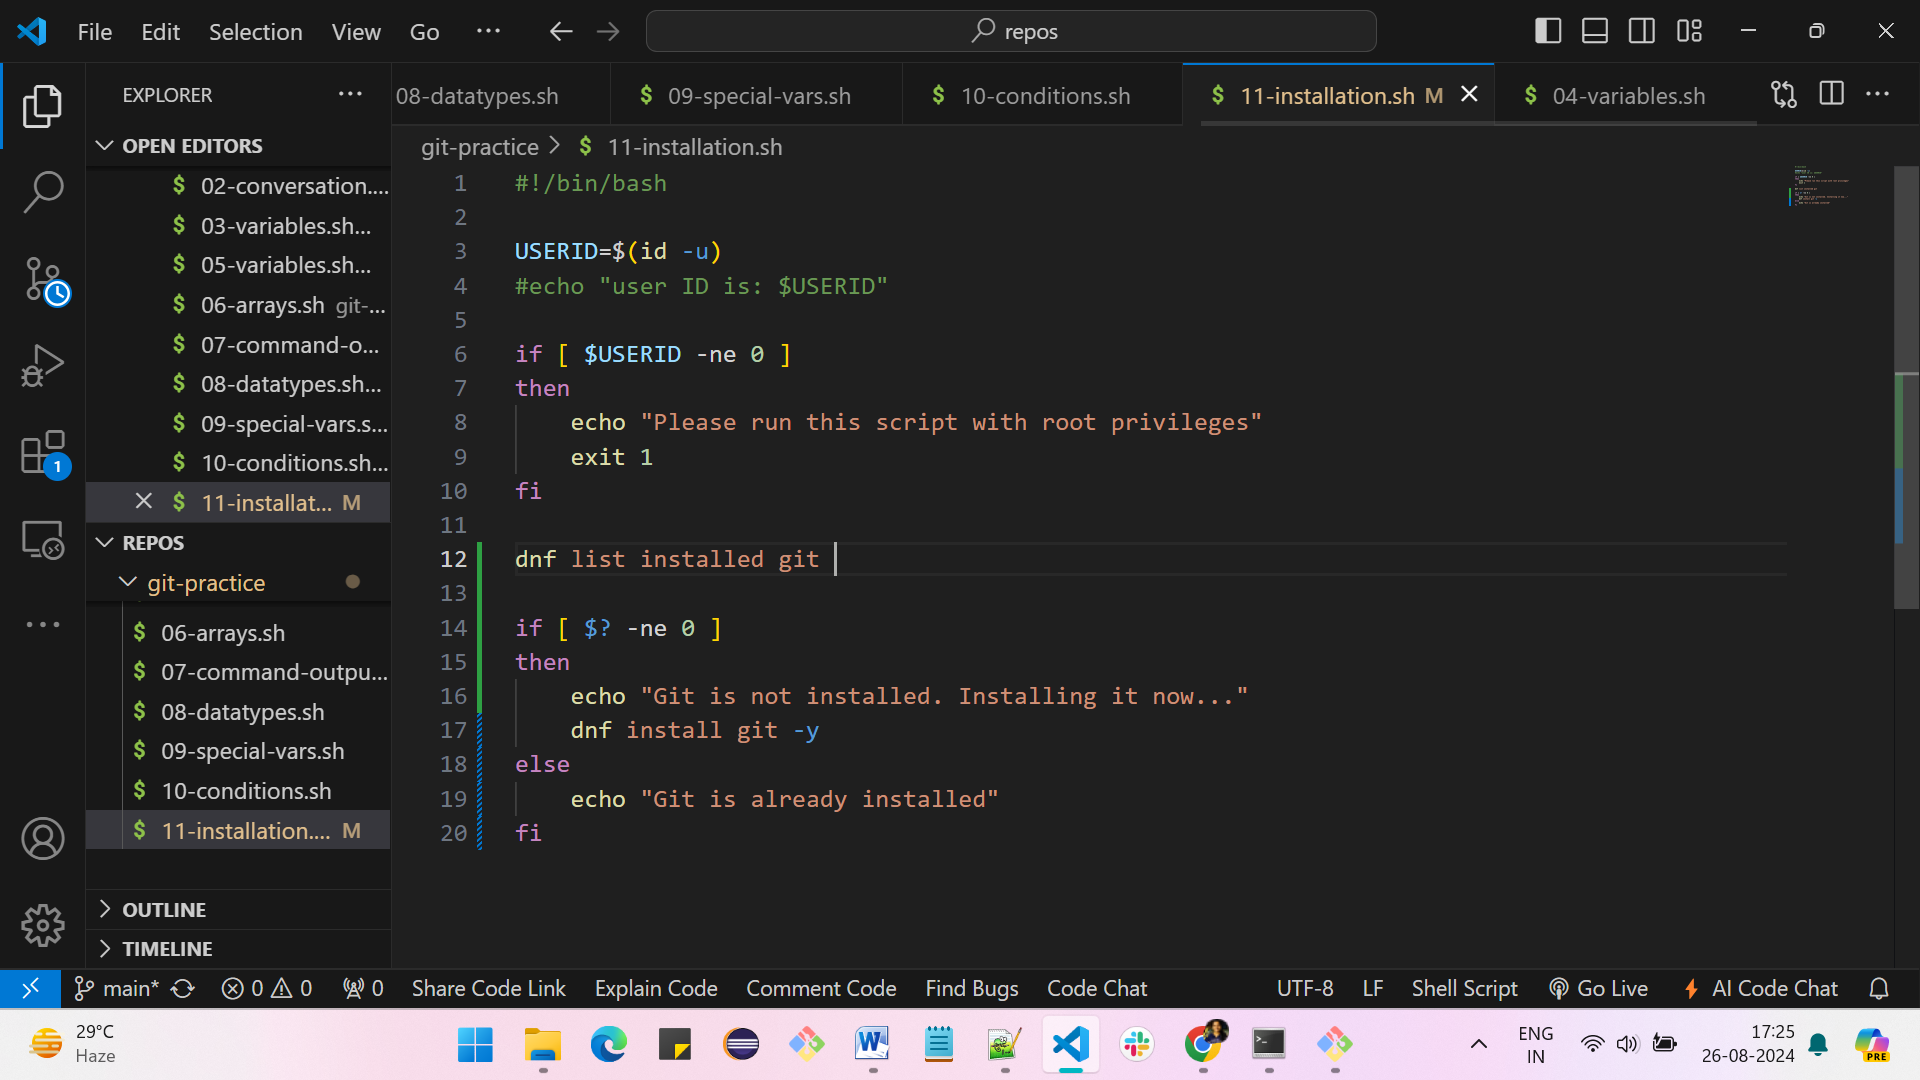 File Edit Selection View Go ··· repos
EXPLORER ···
OPEN EDITORS
$ 02-conversation....
$ 03-variables.sh...
$ 05-variables.sh...
$ 06-arrays.sh git-...
$ 07-command-o...
$ 08-datatypes.sh...
$ 09-special-vars.s...
$ 10-conditions.sh...
$ 11-installat... M
REPOS
git-practice
$ 06-arrays.sh
$ 07-command-outpu...
$ 08-datatypes.sh
$ 09-special-vars.sh
$ 10-conditions.sh
$ 11-installation.... M
OUTLINE
TIMELINE
1
08-datatypes.sh $ 09-special-vars.sh $ 10-conditions.sh $ 11-installation.sh M $ 04-variables.sh ···
git-practice > $ 11-installation.sh
1 #!/bin/bash
2
3 USERID=$(id -u)
4 #echo "user ID is: $USERID"
5
6 if [ $USERID -ne 0 ]
7 then
8 echo "Please run this script with root privileges"
9 exit 1
10 fi
11
12 dnf list installed git
13
14 if [ $? -ne 0 ]
15 then
16 echo "Git is not installed. Installing it now..."
17 dnf install git -y
18 else
19 echo "Git is already installed"
20 fi
main* 0 0 0 Share Code Link Explain Code Comment Code Find Bugs Code Chat UTF-8 LF Shell Script Go Live AI Code Chat
29°C
Haze
ENG
IN
17:25
26-08-2024
PRE